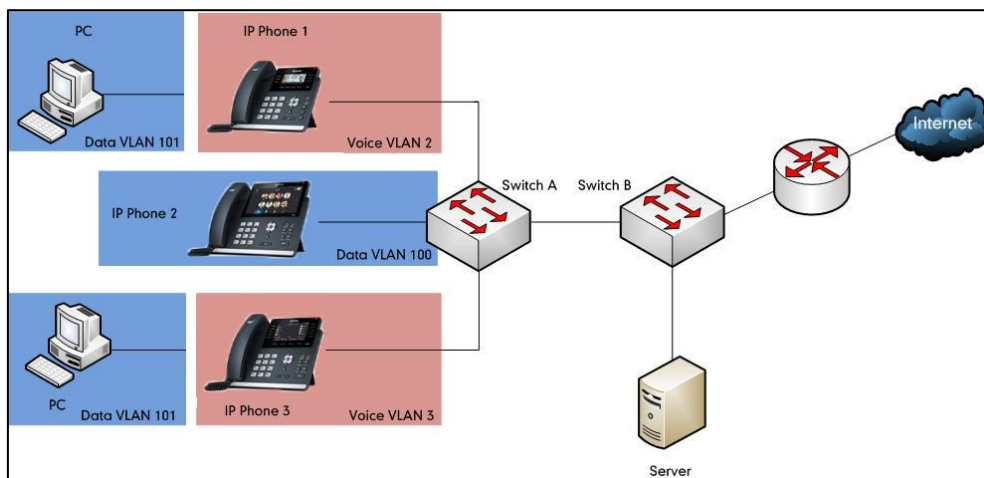 PC
IP Phone 1
Data VLAN 101
Voice VLAN 2
Internet
IP Phone 2
Switch A
Switch B
Data VLAN 100
PC
Data VLAN 101
IP Phone 3
Voice VLAN 3
Server